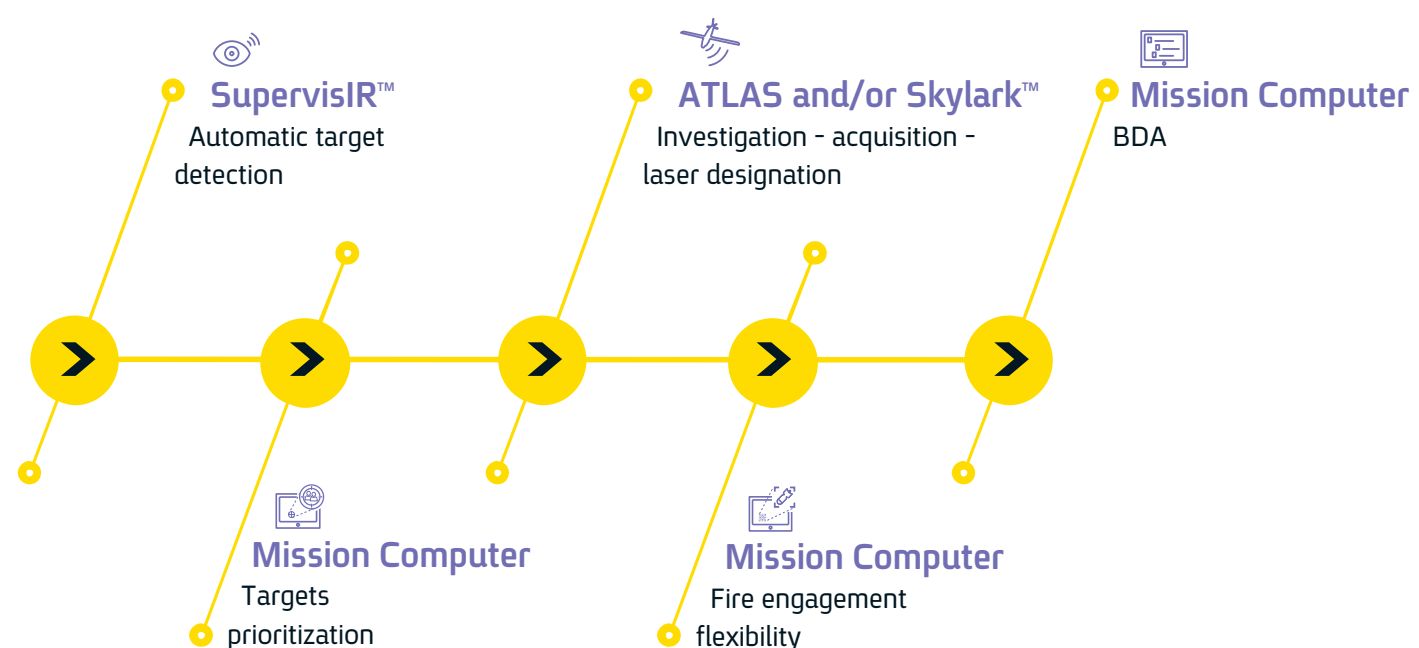 SupervisIR™
Automatic target
detection
Mission Computer
Targets
prioritization
ATLAS and/or Skylark™
Investigation - acquisition -
laser designation
Mission Computer
Fire engagement
flexibility
Mission Computer
BDA